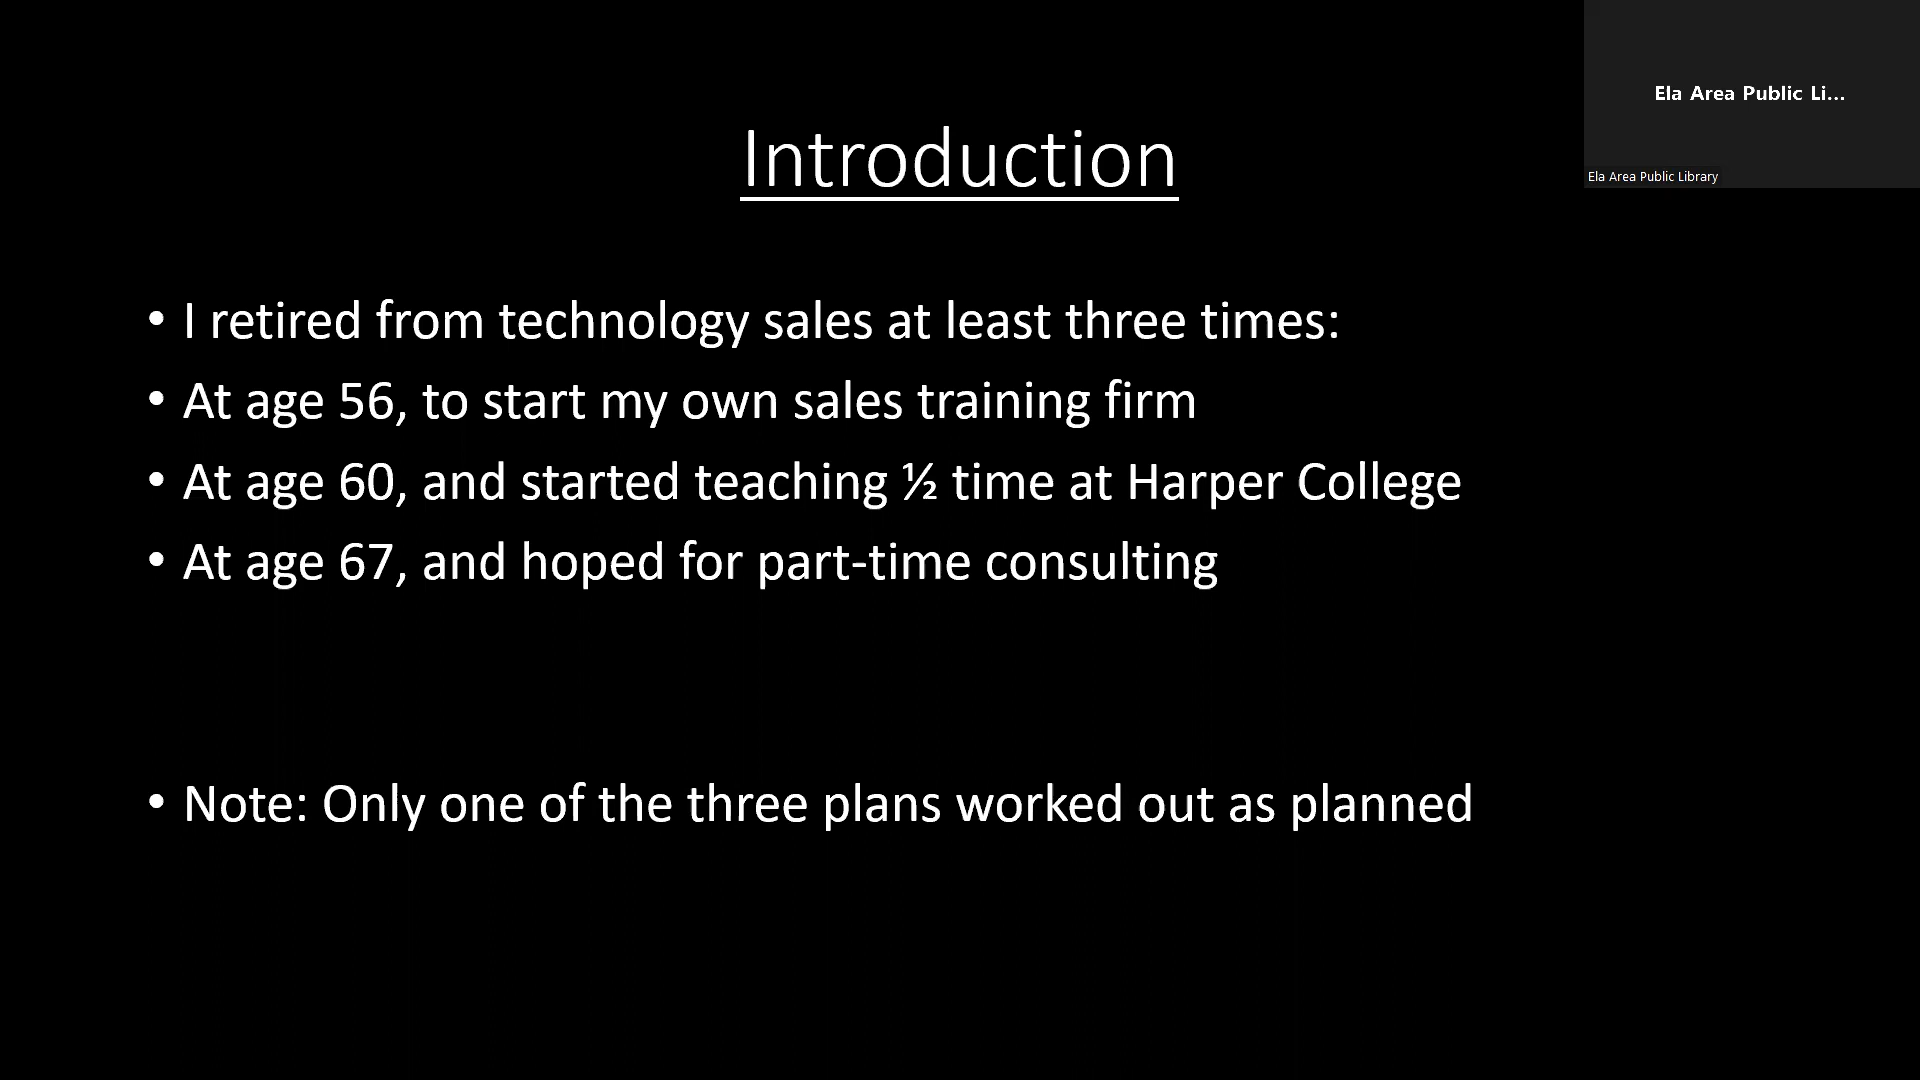 Ela Area Public Li...
Ela Area Public Library
Introduction
• I retired from technology sales at least three times:
• At age 56, to start my own sales training firm
• At age 60, and started teaching ½ time at Harper College
• At age 67, and hoped for part-time consulting
• Note: Only one of the three plans worked out as planned